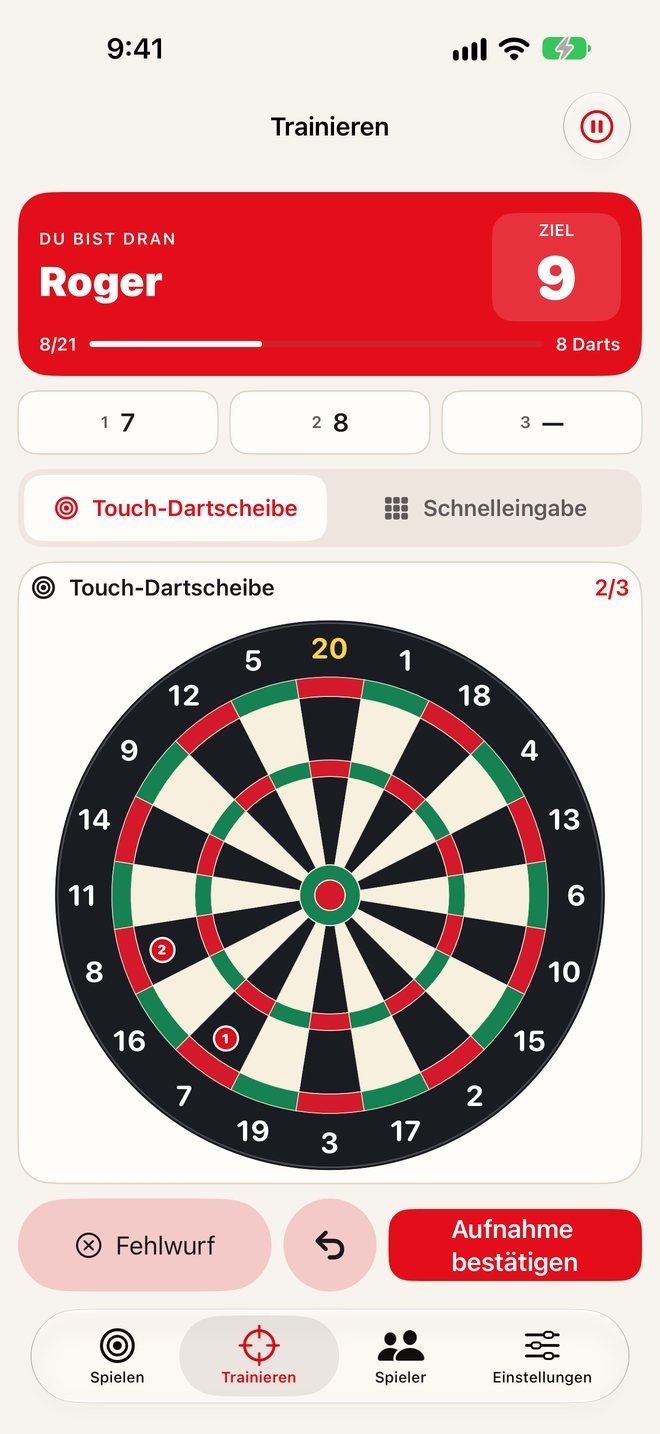 9:41
Trainieren
DU BIST DRAN
Roger
ZIEL
9
8/21
8 Darts
1 7
2 8
3 —
Touch-Dartscheibe
Schnelleingabe
Touch-Dartscheibe
2/3
20
1
18
4
13
6
10
15
2
17
3
19
7
16
8
11
14
9
12
5
2
1
Fehlwurf
Aufnahme
bestätigen
Spielen
Trainieren
Spieler
Einstellungen